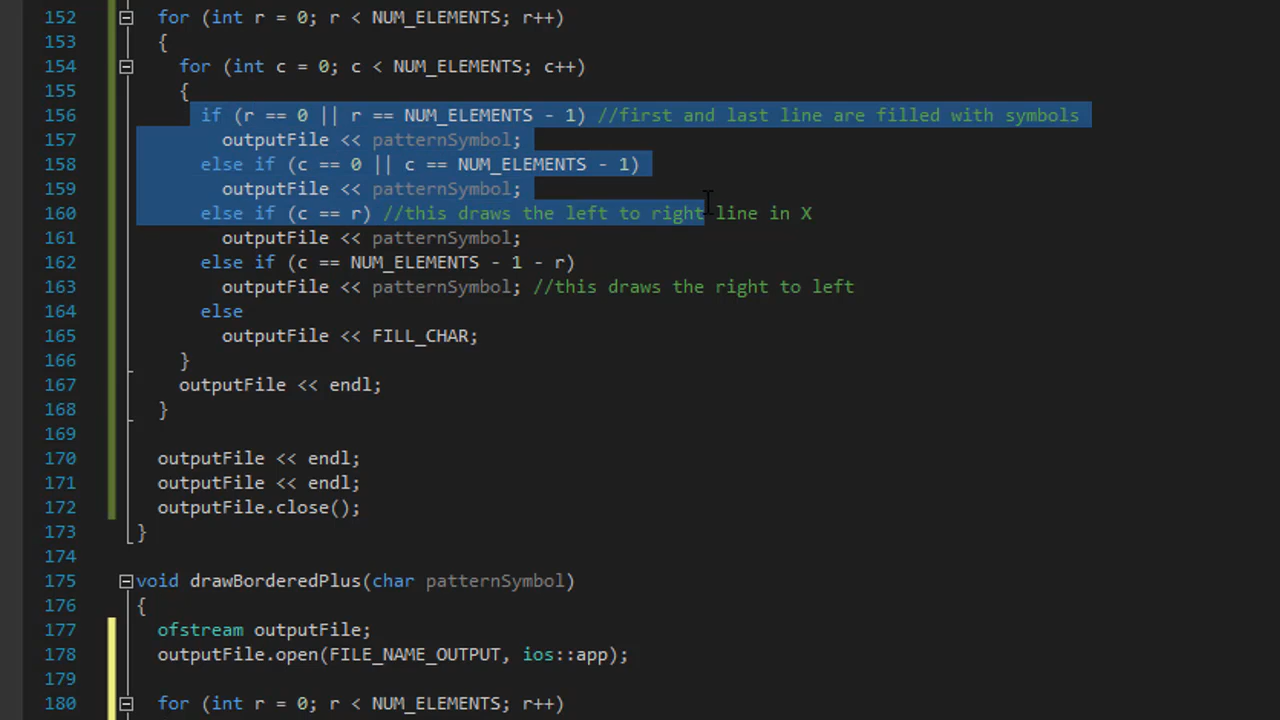 152 for (int r = 0; r < NUM_ELEMENTS; r++)
153 {
154 for (int c = 0; c < NUM_ELEMENTS; c++)
155 {
156 if (r == 0 || r == NUM_ELEMENTS - 1) //first and last line are filled with symbols
157 outputFile << patternSymbol;
158 else if (c == 0 || c == NUM_ELEMENTS - 1)
159 outputFile << patternSymbol;
160 else if (c == r) //this draws the left to right line in X
161 outputFile << patternSymbol;
162 else if (c == NUM_ELEMENTS - 1 - r)
163 outputFile << patternSymbol; //this draws the right to left
164 else
165 outputFile << FILL_CHAR;
166 }
167 outputFile << endl;
168 }
169
170 outputFile << endl;
171 outputFile << endl;
172 outputFile.close();
173 }
174
175 void drawBorderedPlus(char patternSymbol)
176 {
177 ofstream outputFile;
178 outputFile.open(FILE_NAME_OUTPUT, ios::app);
179
180 for (int r = 0; r < NUM_ELEMENTS; r++)